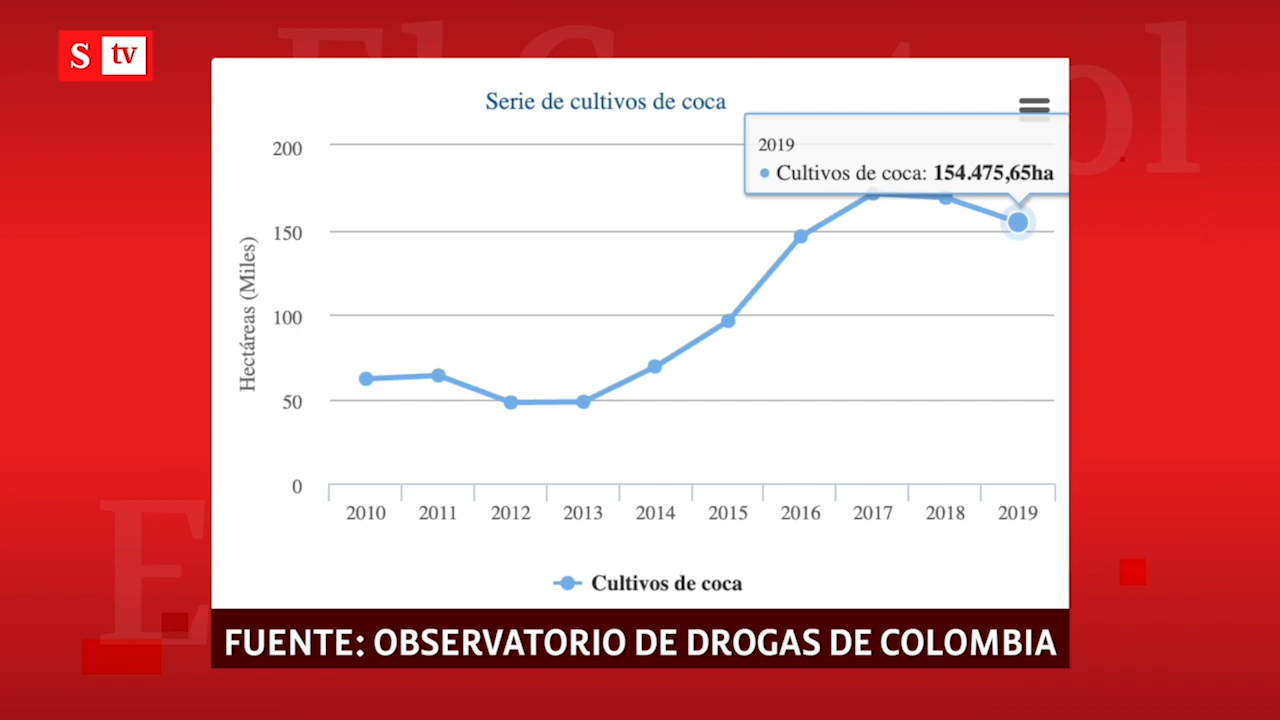 S tv
El Control
Serie de cultivos de coca
2019
Cultivos de coca: 154.475,65ha
200
150
100
50
0
Hectáreas (Miles)
2010 2011 2012 2013 2014 2015 2016 2017 2018 2019
Cultivos de coca
FUENTE: OBSERVATORIO DE DROGAS DE COLOMBIA